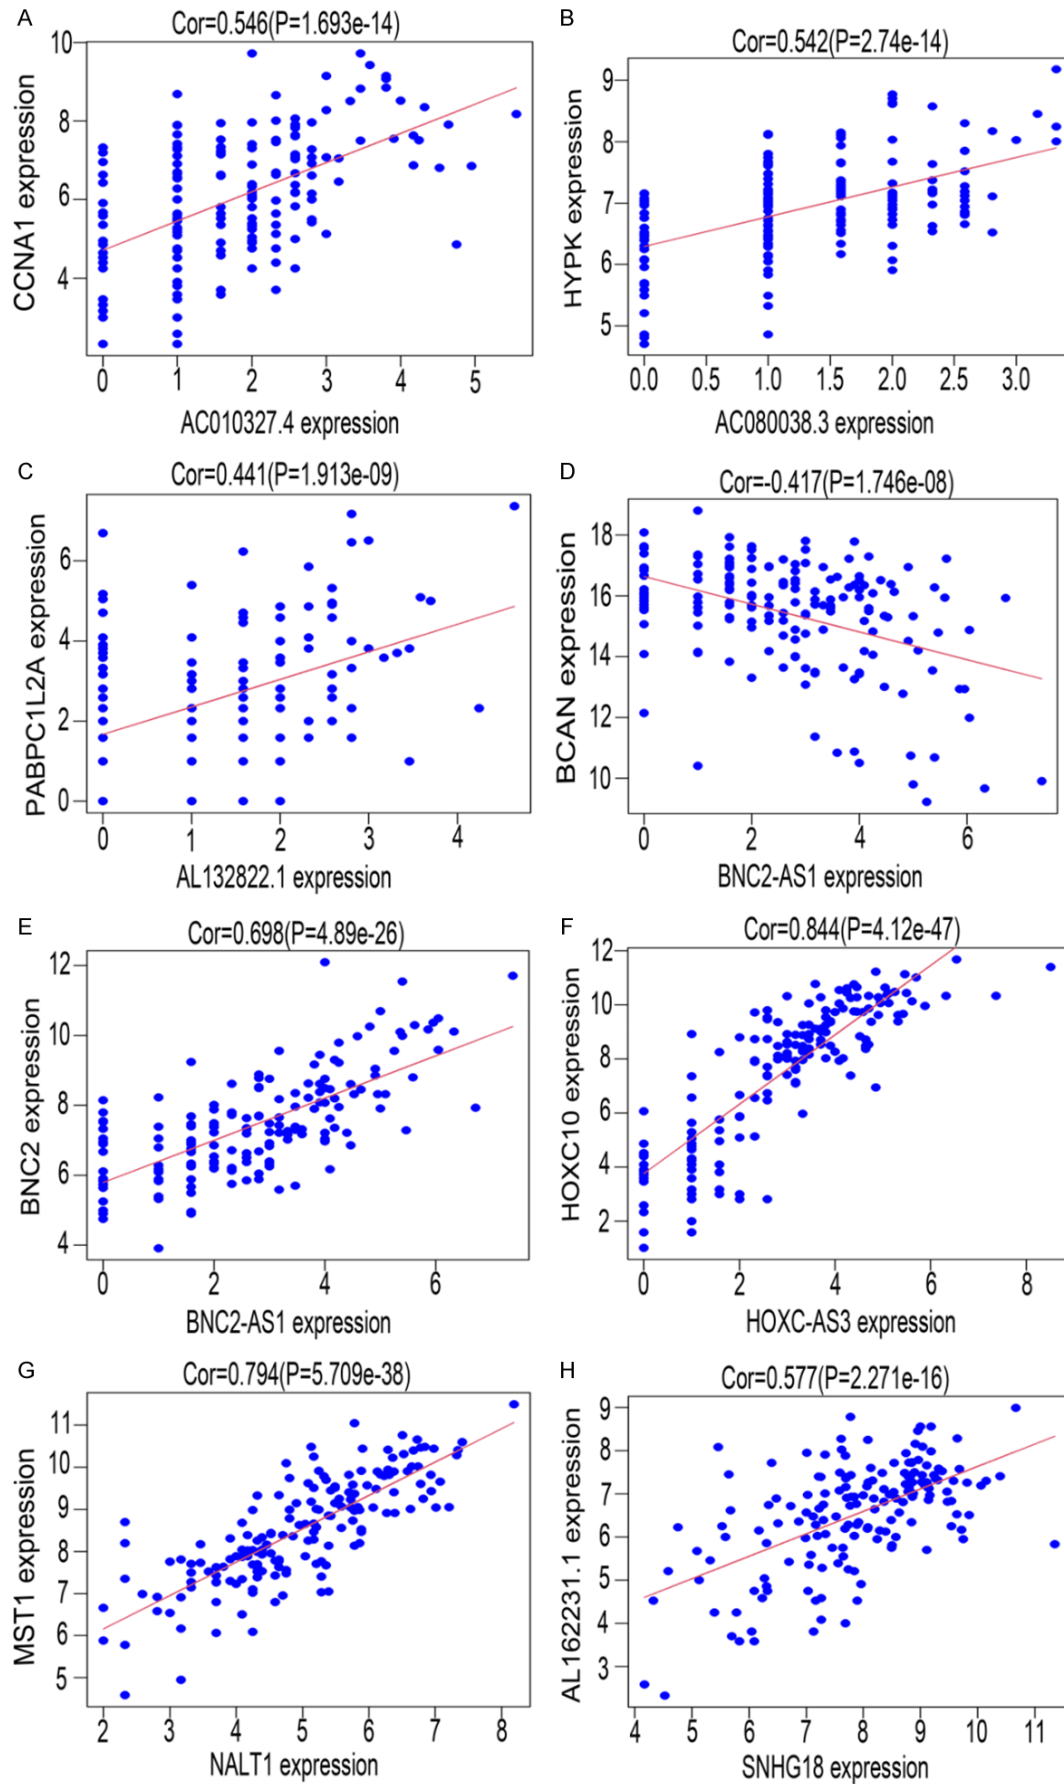 A
Cor=0.546(P=1.693e-14)
10
8
6
4
CCNA1 expression
0 1 2 3 4 5
AC010327.4 expression
B
Cor=0.542(P=2.74e-14)
9
8
7
6
5
HYPK expression
0.0 0.5 1.0 1.5 2.0 2.5 3.0
AC080038.3 expression
C
Cor=0.441(P=1.913e-09)
6
4
2
0
PABPC1L2A expression
0 1 2 3 4
AL132822.1 expression
D
Cor=-0.417(P=1.746e-08)
18
16
14
12
10
BCAN expression
0 2 4 6
BNC2-AS1 expression
E
Cor=0.698(P=4.89e-26)
12
10
8
6
4
BNC2 expression
0 2 4 6
BNC2-AS1 expression
F
Cor=0.844(P=4.12e-47)
12
10
8
6
4
2
HOXC10 expression
0 2 4 6 8
HOXC-AS3 expression
G
Cor=0.794(P=5.709e-38)
11
10
9
8
7
6
5
MST1 expression
2 3 4 5 6 7 8
NALT1 expression
H
Cor=0.577(P=2.271e-16)
9
8
7
6
5
4
3
AL162231.1 expression
4 5 6 7 8 9 10 11
SNHG18 expression